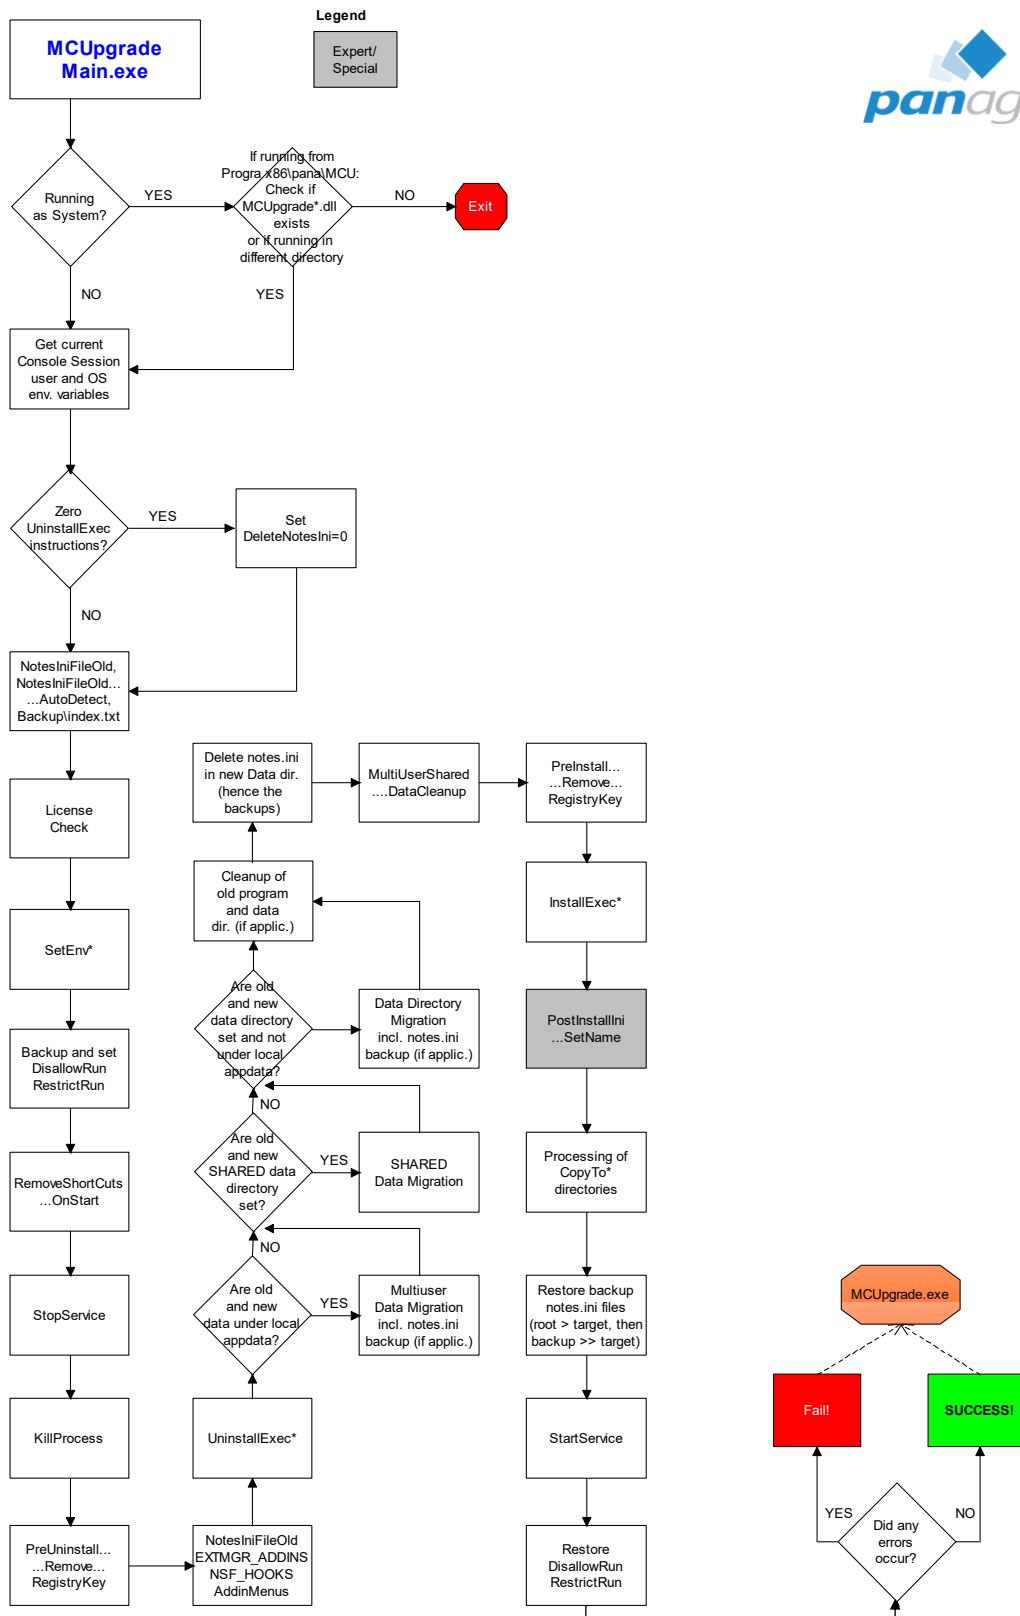 Legend
MCUpgrade
Main.exe
Expert/
Special
panag
Running
as System?
YES
If running from
Progra x86\pana\MCU:
Check if
MCUpgrade*.dll
exists
or if running in
different directory
NO
Exit
NO
YES
Get current
Console Session
user and OS
env. variables
Zero
UninstallExec
instructions?
YES
Set
DeleteNotesIni=0
NO
NotesIniFileOld,
NotesIniFileOld...
...AutoDetect,
Backup\index.txt
License
Check
SetEnv*
Backup and set
DisallowRun
RestrictRun
RemoveShortCuts
...OnStart
StopService
KillProcess
PreUninstall...
...Remove...
RegistryKey
NotesIniFileOld
EXTMGR_ADDINS
NSF_HOOKS
AddinMenus
UninstallExec*
Are old
and new
data under local
appdata?
YES
Multiuser
Data Migration
incl. notes.ini
backup (if applic.)
NO
Are old
and new
SHARED data
directory
set?
YES
SHARED
Data Migration
NO
Are old
and new
data directory
set and not
under local
appdata?
Data Directory
Migration
incl. notes.ini
backup (if applic.)
Cleanup of
old program
and data
dir. (if applic.)
Delete notes.ini
in new Data dir.
(hence the
backups)
MultiUserShared
....DataCleanup
PreInstall...
...Remove...
RegistryKey
InstallExec*
PostInstallIni
...SetName
Processing of
CopyTo*
directories
Restore backup
notes.ini files
(root > target, then
backup >> target)
StartService
Restore
DisallowRun
RestrictRun
MCUpgrade.exe
Fail!
SUCCESS!
YES
NO
Did any
errors
occur?